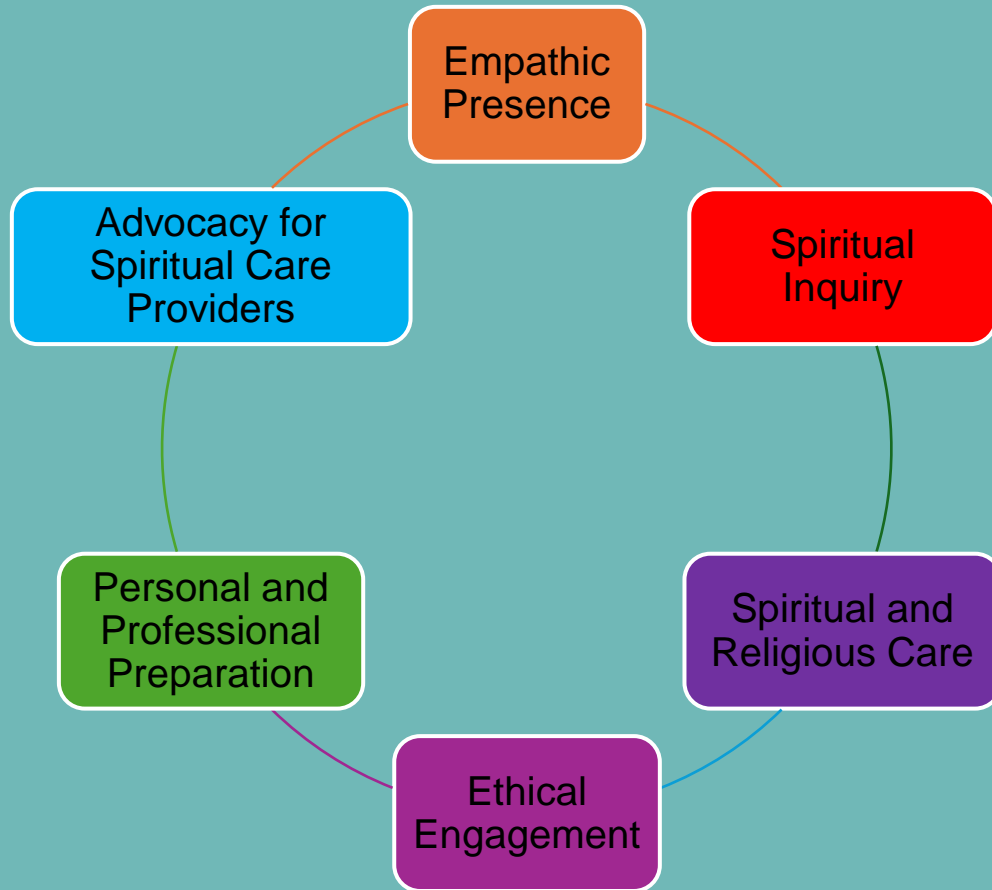 Empathic
Presence
Spiritual
Inquiry
Spiritual and
Religious Care
Ethical
Engagement
Personal and
Professional
Preparation
Advocacy for
Spiritual Care
Providers